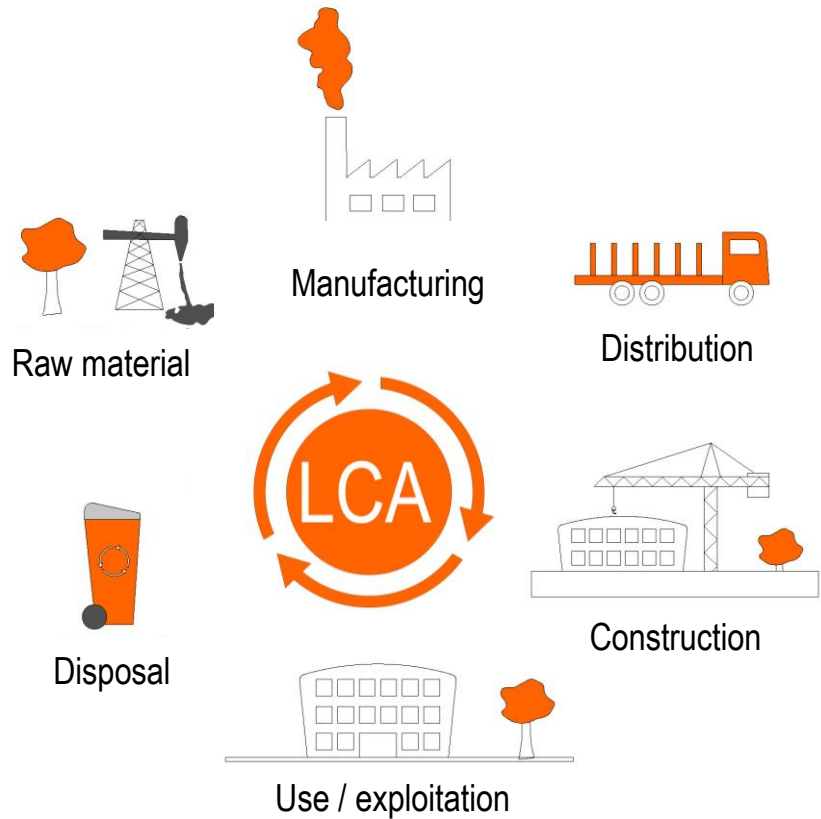 Manufacturing
Distribution
Raw material
LCA
Construction
Disposal
Use / exploitation